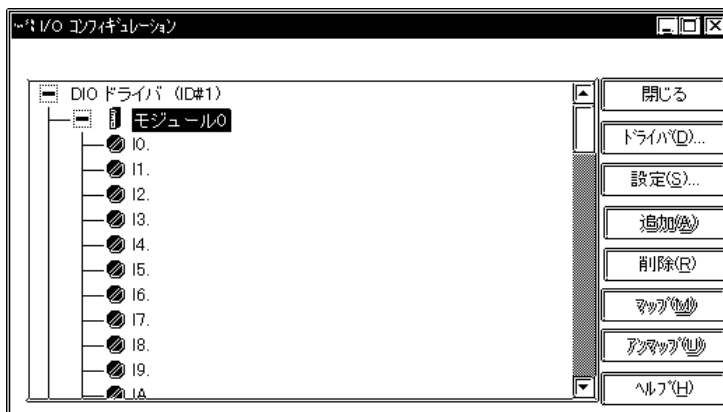 I/O コンフィギュレーション
DIO ドライバ (ID#1)
モジュール0
I0.
I1.
I2.
I3.
I4.
I5.
I6.
I7.
I8.
I9.
IA
閉じる
ドライバ(D)...
設定(S)...
追加(A)
削除(R)
マップ(M)
アンマップ(U)
ヘルプ(H)